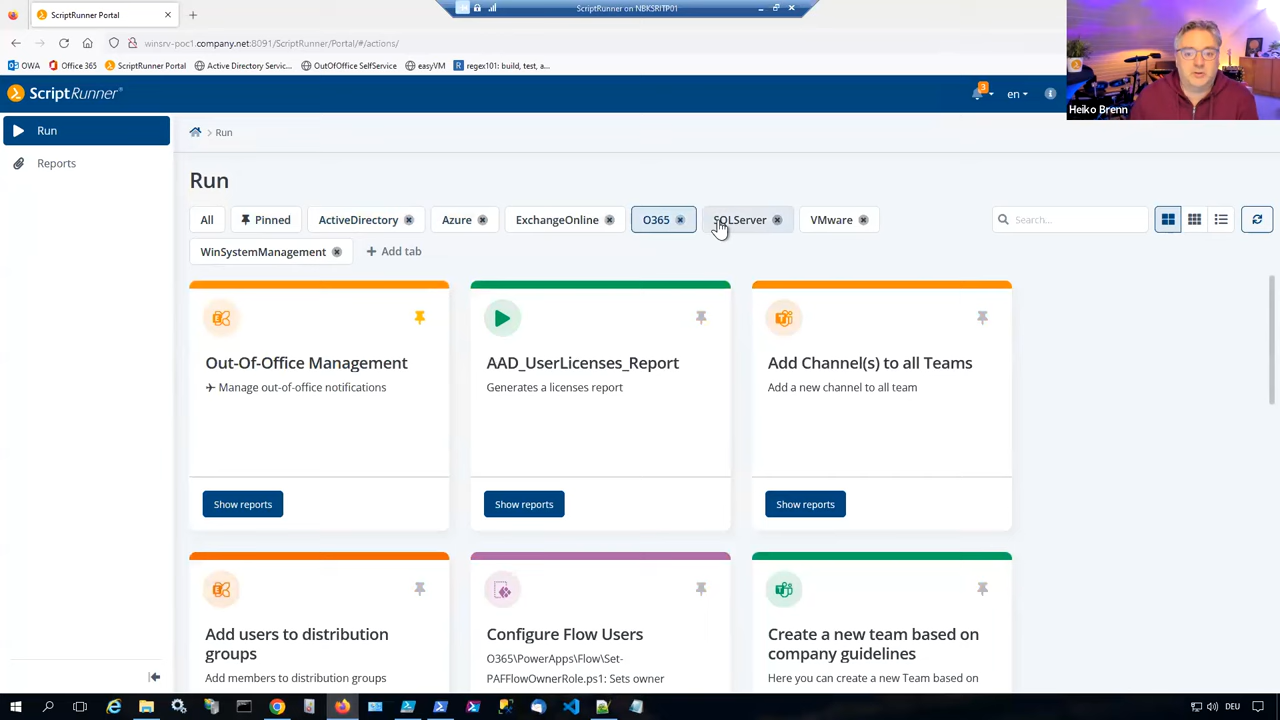 ScriptRunner Portal
ScriptRunner on NBKSRITP01
winsrv-poc1.company.net:8091/ScriptRunner/Portal/#/actions/
OWA
Office 365
ScriptRunner Portal
Active Directory Servic...
OutOfOffice SelfService
easyVM
regex101: build, test, a...
ScriptRunner®
3
en
Heiko Brenn
Run
Reports
> Run
Run
All
Pinned
ActiveDirectory
Azure
ExchangeOnline
O365
SQLServer
VMware
Search...
WinSystemManagement
+ Add tab
Out-Of-Office Management
Manage out-of-office notifications
Show reports
AAD_UserLicenses_Report
Generates a licenses report
Show reports
Add Channel(s) to all Teams
Add a new channel to all team
Show reports
Add users to distribution
groups
Add members to distribution groups
Configure Flow Users
O365\PowerApps\Flow\Set-
PAFFlowOwnerRole.ps1: Sets owner
Create a new team based on
company guidelines
Here you can create a new Team based on
DEU